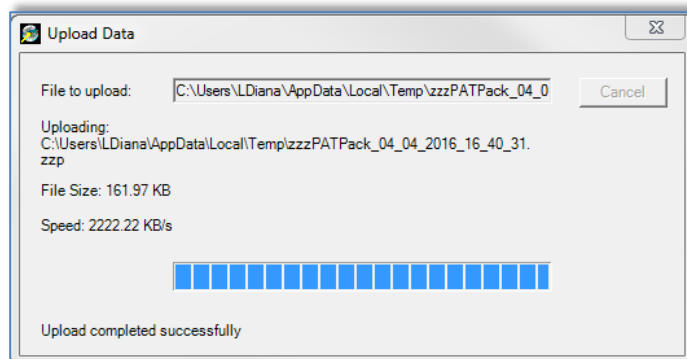 Upload Data
File to upload: C:\Users\LDiana\AppData\Local\Temp\zzzPATPack_04_0 Cancel
Uploading:
C:\Users\LDiana\AppData\Local\Temp\zzzPATPack_04_04_2016_16_40_31.
zzp
File Size: 161.97 KB
Speed: 2222.22 KB/s
Upload completed successfully